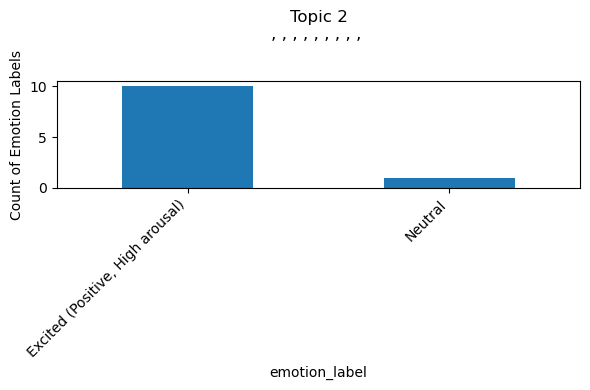 Topic 2
, , , , , , , , ,
Count of Emotion Labels
10
5
0
Excited (Positive, High arousal)
Neutral
emotion_label